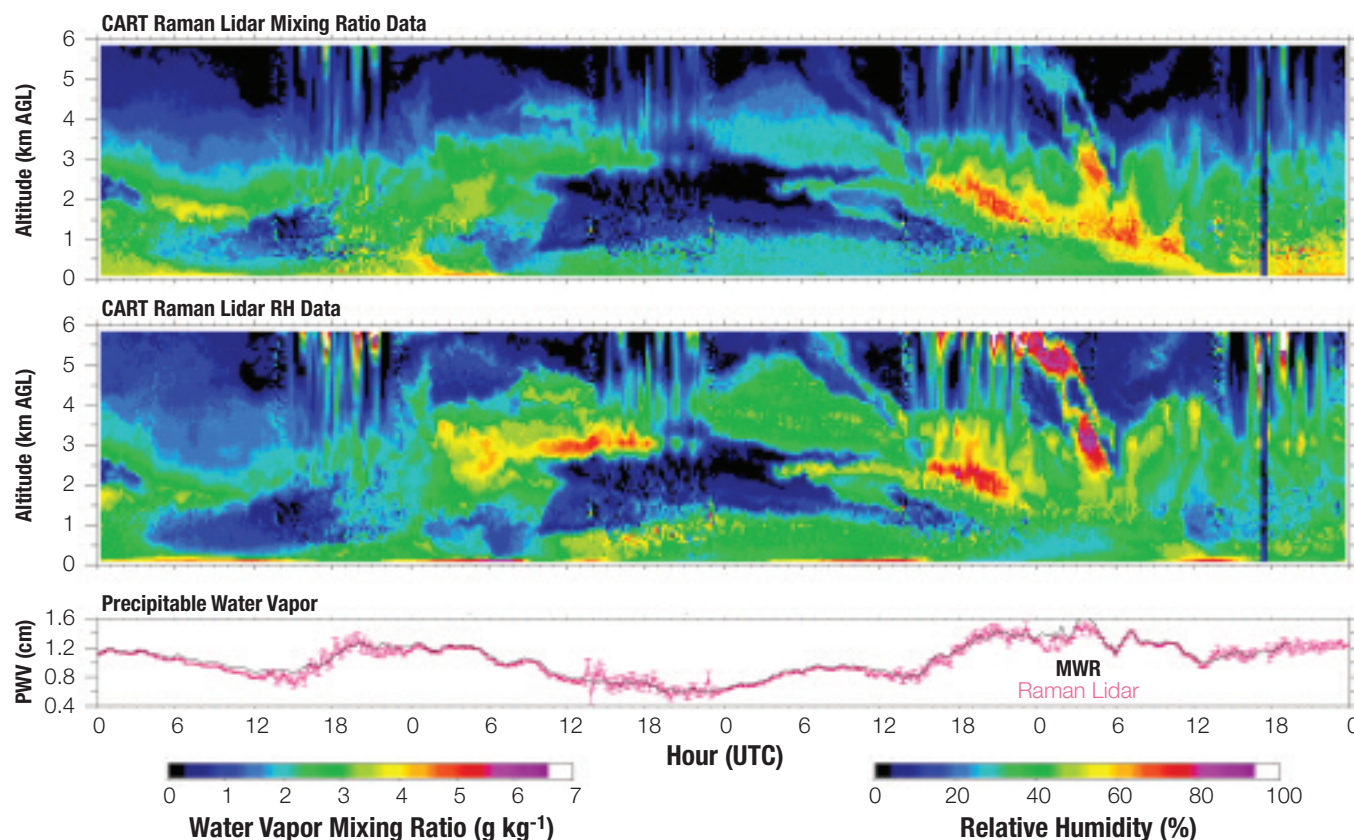 CART Raman Lidar Mixing Ratio Data
6
5
4
3
2
1
0
Altitude (km AGL)
CART Raman Lidar RH Data
6
5
4
3
2
1
0
Altitude (km AGL)
Precipitable Water Vapor
1.6
1.2
0.8
0.4
PWV (cm)
MWR
Raman Lidar
0 6 12 18 0 6 12 18 0 6 12 18 0 6 12 18 0
Hour (UTC)
0 1 2 3 4 5 6 7
Water Vapor Mixing Ratio (g kg-1)
0 20 40 60 80 100
Relative Humidity (%)